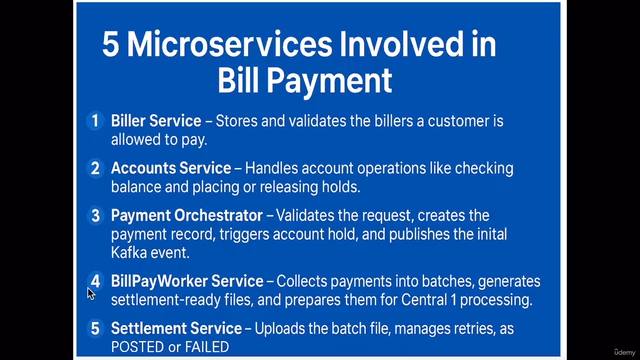 5 Microservices Involved in
Bill Payment
1 Biller Service – Stores and validates the billers a customer is
allowed to pay.
2 Accounts Service – Handles account operations like checking
balance and placing or releasing holds.
3 Payment Orchestrator – Validates the request, creates the
payment record, triggers account hold, and publishes the inital
Kafka event.
4 BillPayWorker Service – Collects payments into batches, generates
settlement-ready files, and prepares them for Central 1 processing.
5 Settlement Service – Uploads the batch file, manages retries, as
POSTED or FAILED
udemy